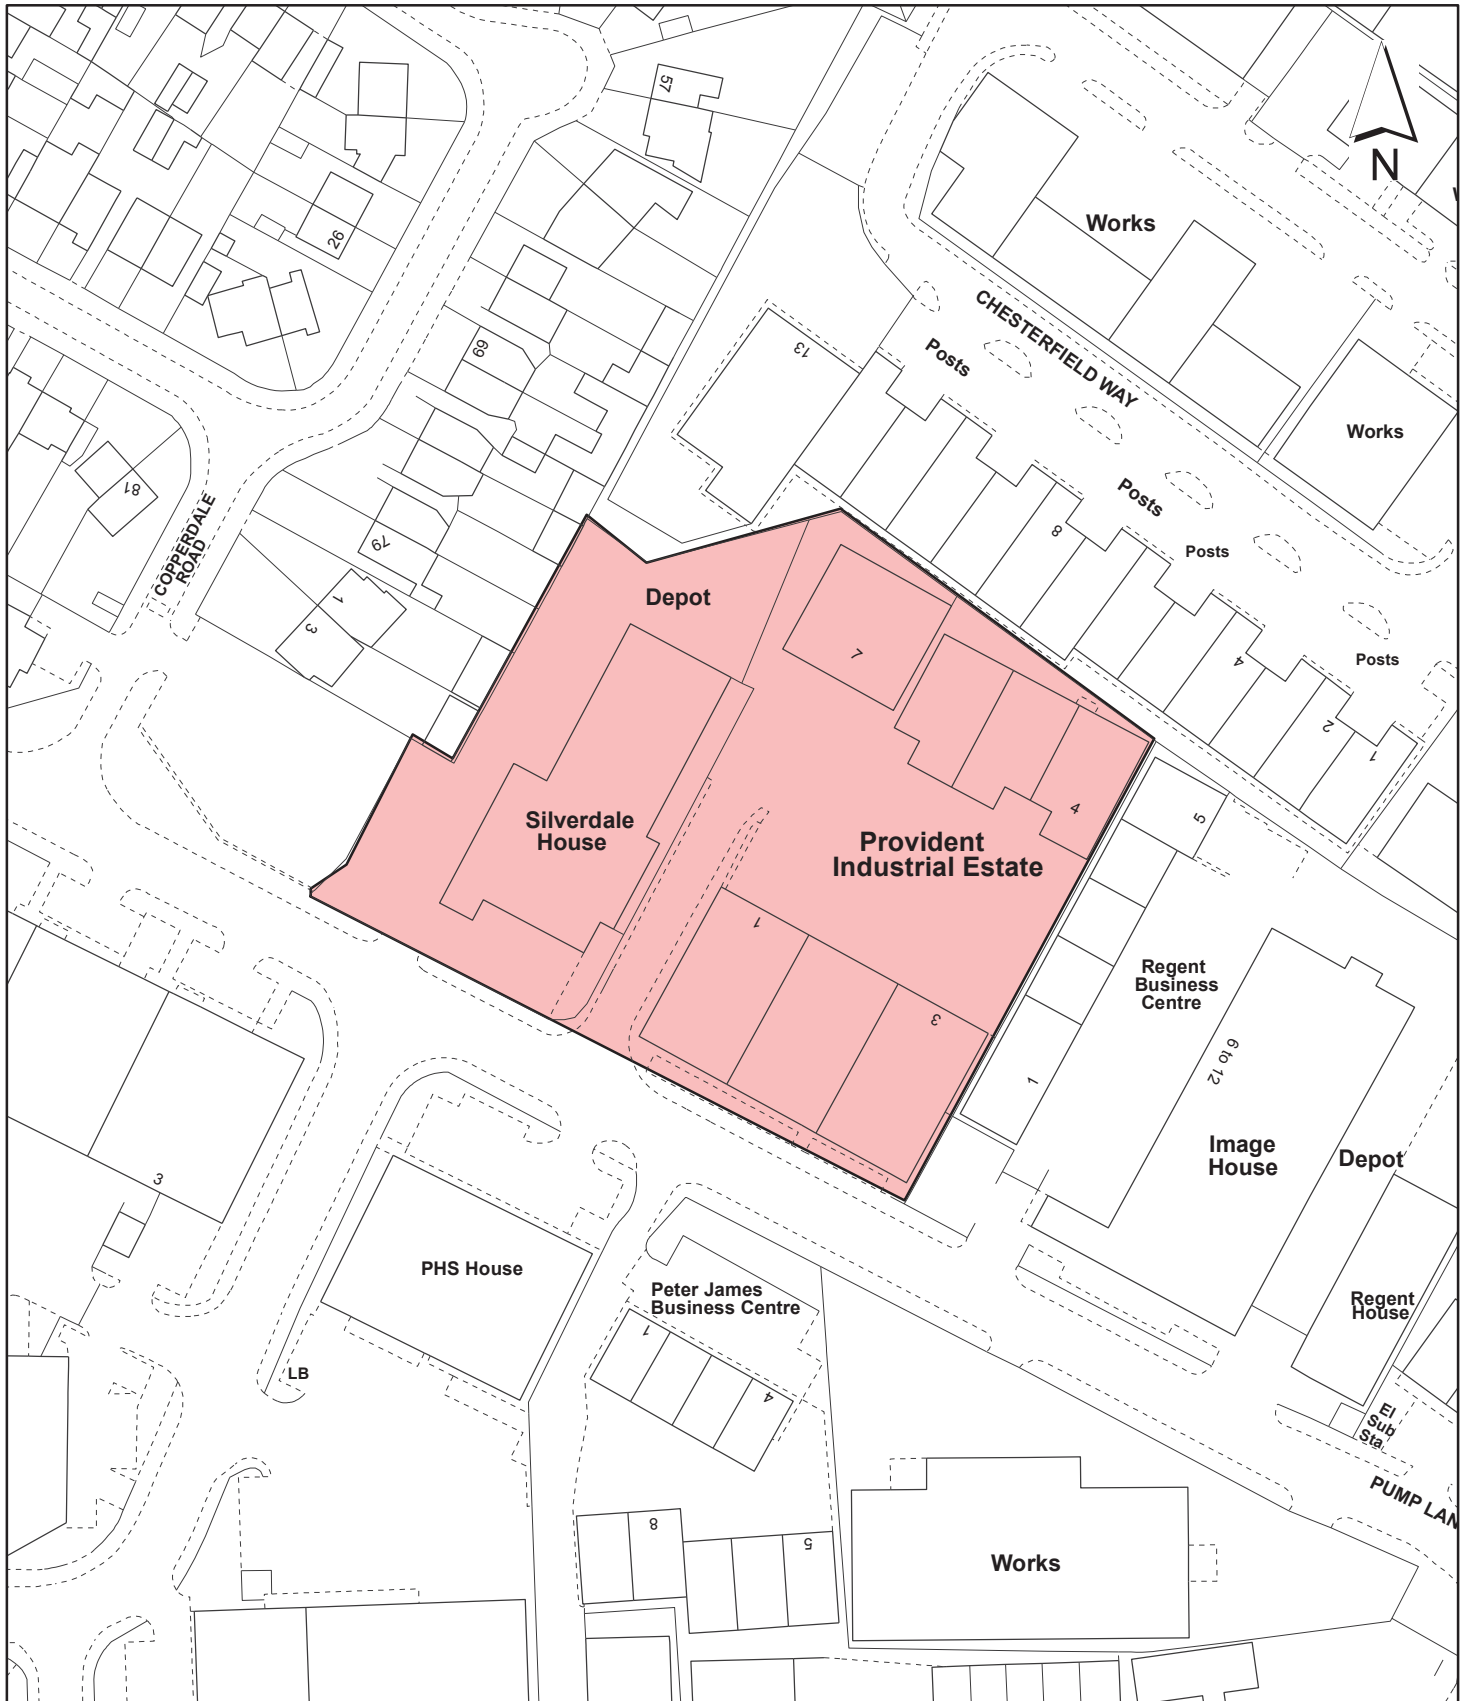 57
N
26
Works
CHESTERFIELD WAY
69
13
Posts
Works
81
Posts
COPPERDALE
ROAD
79
8
Posts
1
3
Depot
7
4
Posts
2
1
4
5
Silverdale
House
Provident
Industrial Estate
1
3
Regent
Business
Centre
6 to 12
1
Image
House
Depot
3
PHS House
Peter James
Business Centre
Regent
House
1
4
LB
El
Sub
Sta
PUMP LAN
8
5
Works